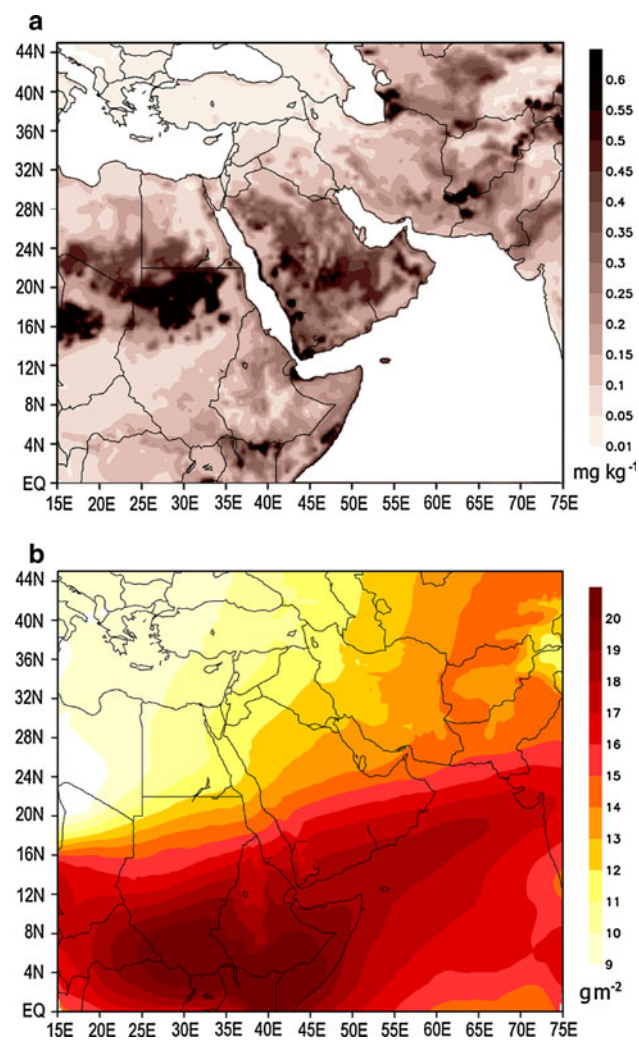 a
44N
40N
36N
32N
28N
24N
20N
16N
12N
8N
4N
EQ
15E 20E 25E 30E 35E 40E 45E 50E 55E 60E 65E 70E 75E
0.6
0.55
0.5
0.45
0.4
0.35
0.3
0.25
0.2
0.15
0.1
0.05
0.01
mg kg⁻¹
b
44N
40N
36N
32N
28N
24N
20N
16N
12N
8N
4N
EQ
15E 20E 25E 30E 35E 40E 45E 50E 55E 60E 65E 70E 75E
20
19
18
17
16
15
14
13
12
11
10
9
gm⁻²